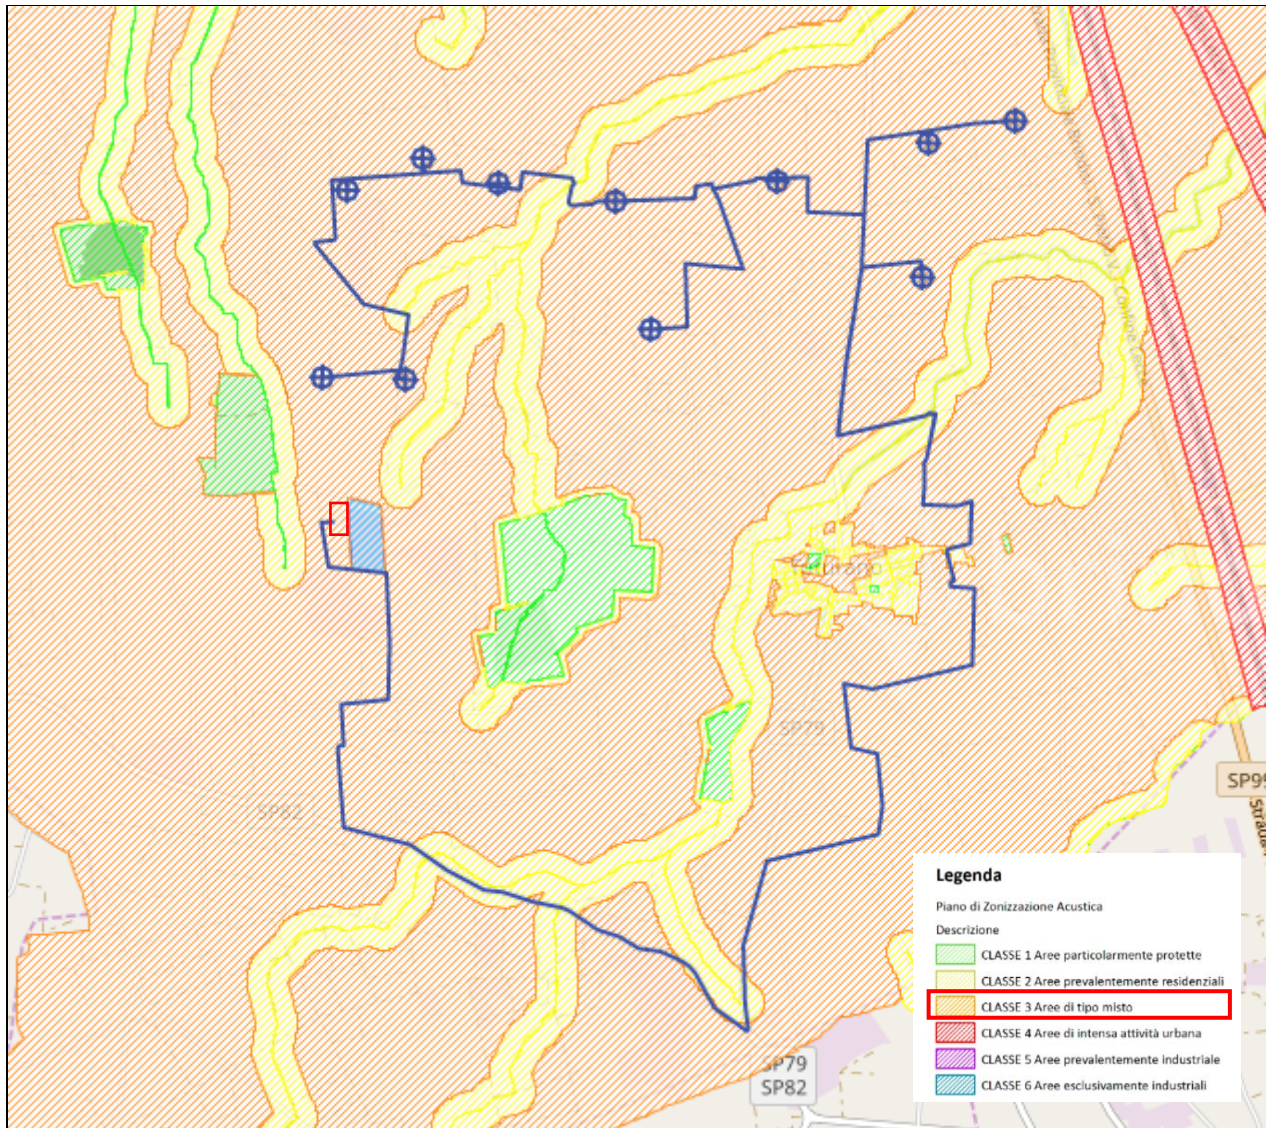 SP79
SP82
SP95
SP79
SP82
Legenda
Piano di Zonizzazione Acustica
Descrizione
CLASSE 1 Aree particolarmente protette
CLASSE 2 Aree prevalentemente residenziali
CLASSE 3 Aree di tipo misto
CLASSE 4 Aree di intensa attività urbana
CLASSE 5 Aree prevalentemente industriale
CLASSE 6 Aree esclusivamente industriali